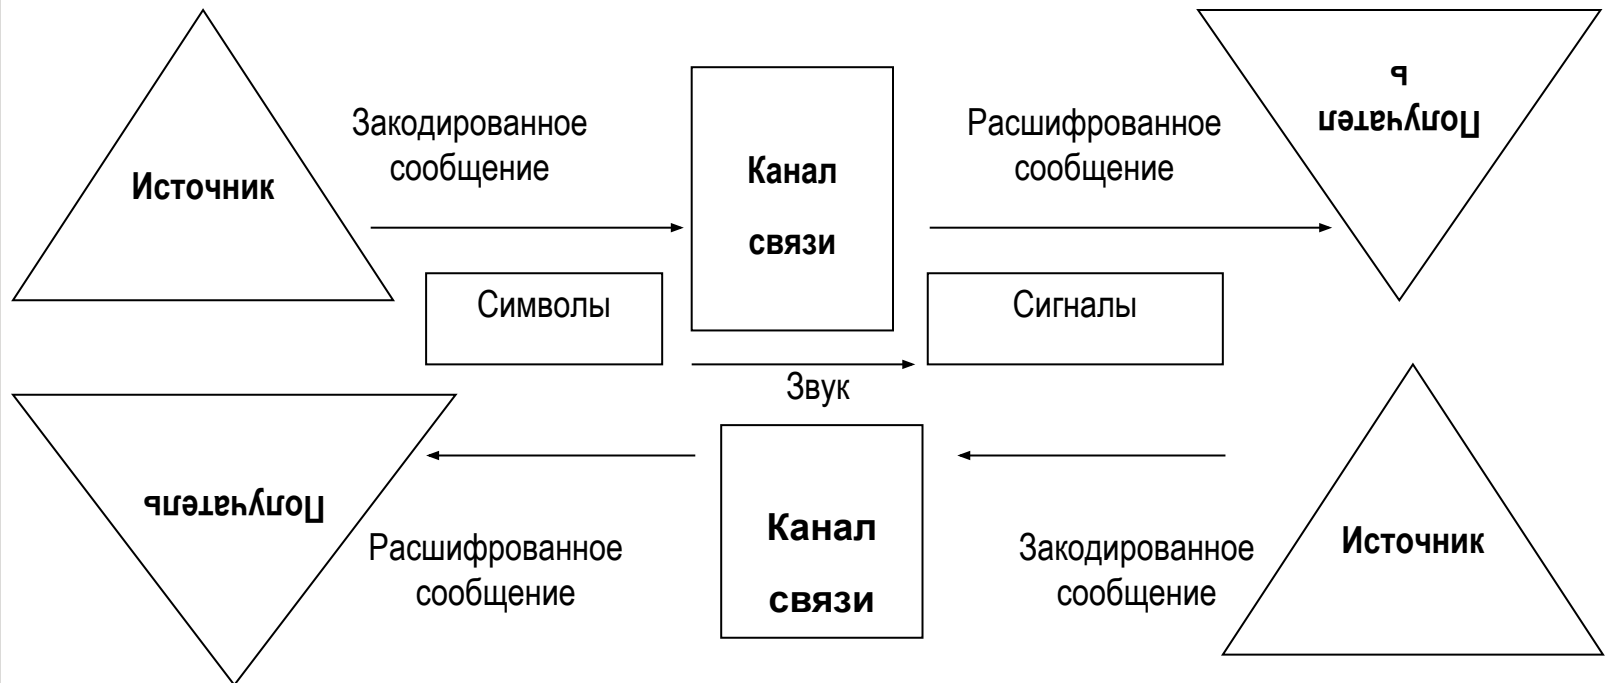 Источник
Закодированное
сообщение
Канал
связи
Расшифрованное
сообщение
Получател
ь
Символы
Сигналы
Звук
Получатель
Расшифрованное
сообщение
Канал
связи
Закодированное
сообщение
Источник